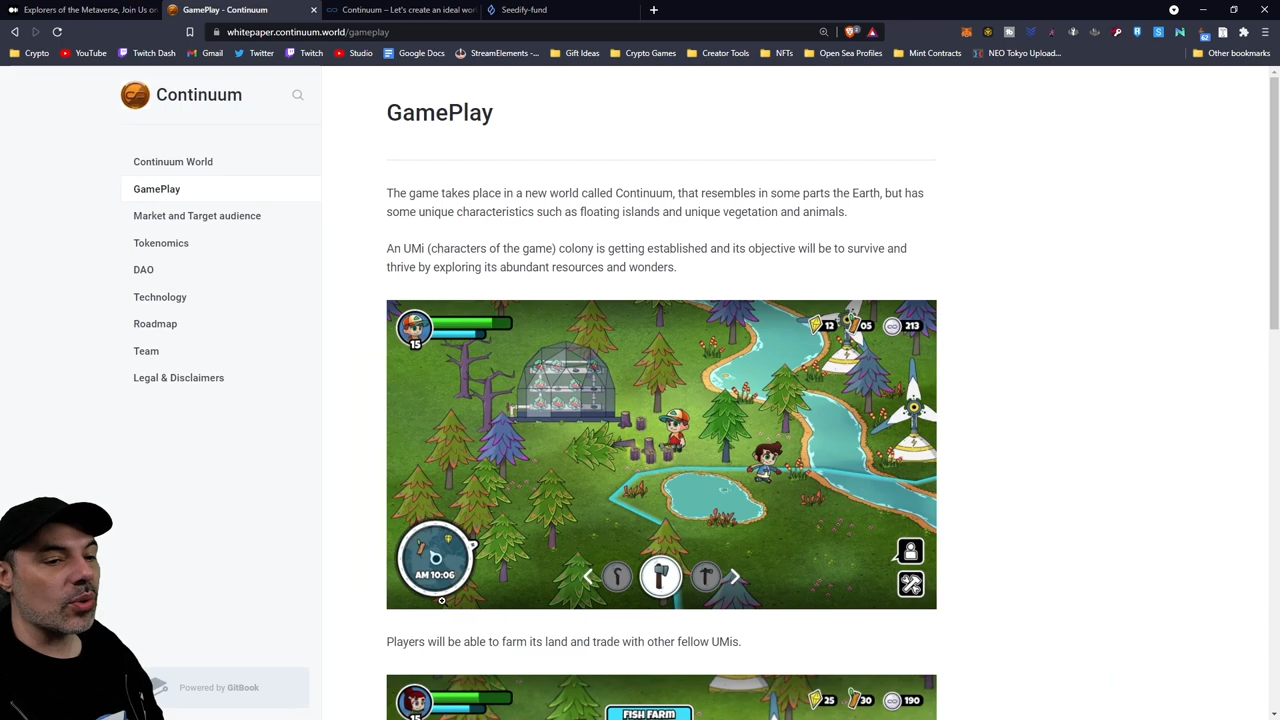 Explorers of the Metaverse, Join Us on
GamePlay - Continuum
Continuum – Let's create an ideal wor
Seedify-fund
whitepaper.continuum.world/gameplay
Crypto
YouTube
Twitch Dash
Gmail
Twitter
Twitch
Stats
Google Docs
StreamElements -...
Gift Ideas
Crypto Games
Creator Tools
NFTs
OpenSea Profiles
Mint Contracts
NEO Tokyo Upload...
Other bookmarks
Continuum
Continuum World
GamePlay
Market and Target audience
Tokenomics
DAO
Technology
Roadmap
Team
Legal & Disclaimers
Powered by GitBook
GamePlay
The game takes place in a new world called Continuum, that resembles in some parts the Earth, but has
some unique characteristics such as floating islands and unique vegetation and animals.
An UMi (characters of the game) colony is getting established and its objective will be to survive and
thrive by exploring its abundant resources and wonders.
15
12
05
213
AM 10:06
Players will be able to farm its land and trade with other fellow UMis.
15
FISH FARM
25
30
190